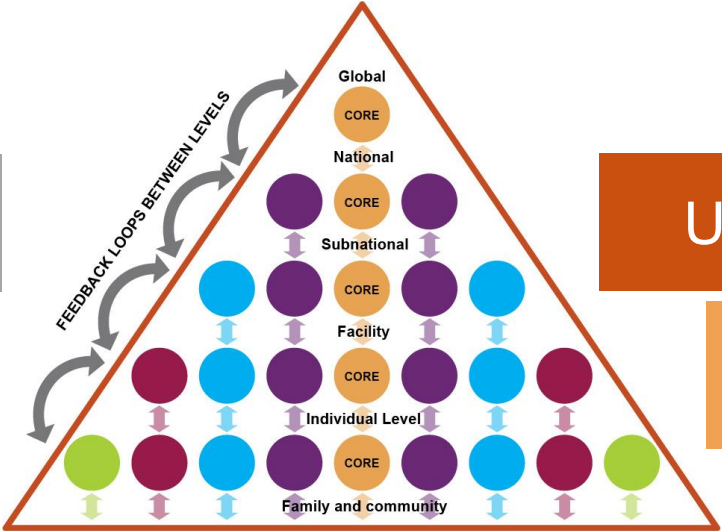 Global
CORE
National
CORE
Subnational
CORE
Facility
CORE
Individual Level
CORE
Family and community
FEEDBACK LOOPS BETWEEN LEVELS
U